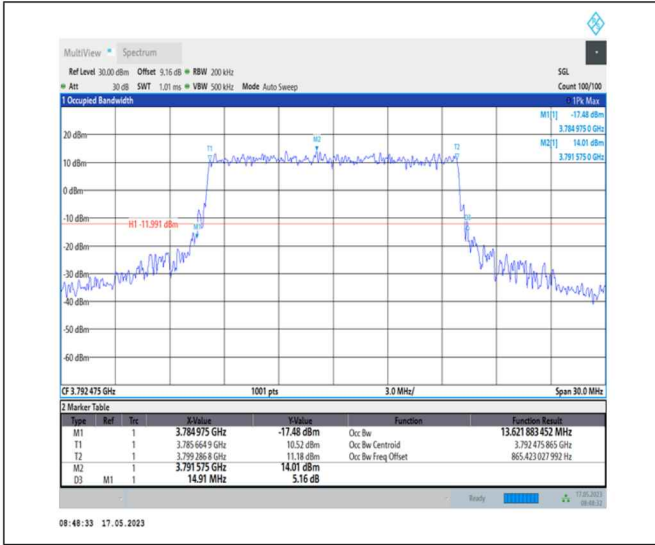 MultiView Spectrum
Ref Level 30.00 dBm Offset 9.16 dB RBW 200 kHz SGL
Att 30 dB SWT 1.01 ms VBW 500 kHz Mode Auto Sweep Count 100/100
1 Occupied Bandwidth 1Pk Max
M1[1] -17.48 dBm
3.784 975 0 GHz
M2[1] 14.01 dBm
3.791 575 0 GHz
20 dBm
T1
M2
T2
10 dBm
0 dBm
-10 dBm
D3
H1 -11.991 dBm
M1
-20 dBm
-30 dBm
-40 dBm
-50 dBm
-60 dBm
CF 3.792 475 GHz 1001 pts 3.0 MHz/ Span 30.0 MHz
2 Marker Table
Type Ref Trc X-Value Y-Value Function Function Result
M1 1 3.784 975 GHz -17.48 dBm Occ Bw 13.621 883 452 MHz
T1 1 3.785 664 9 GHz 10.52 dBm Occ Bw Centroid 3.792 475 865 GHz
T2 1 3.799 286 8 GHz 11.18 dBm Occ Bw Freq Offset 865.423 027 992 Hz
M2 1 3.791 575 GHz 14.01 dBm
D3 M1 1 14.91 MHz 5.16 dB
Ready 17.05.2023
08:48:32
08:48:33 17.05.2023